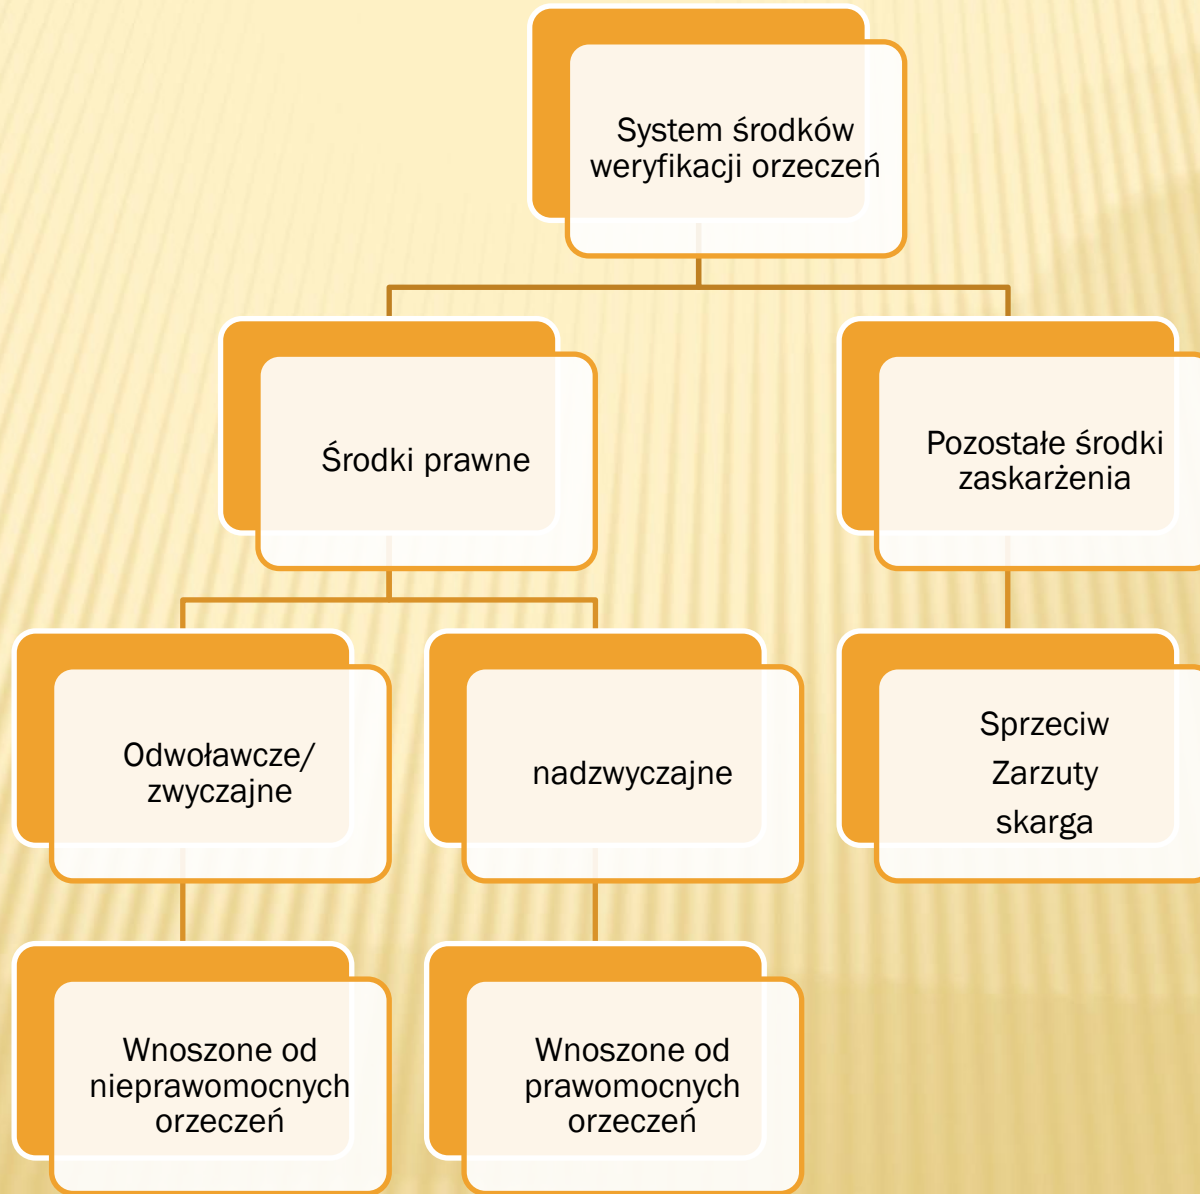 System środków
weryfikacji orzeczeń
Środki prawne
Pozostałe środki
zaskarżenia
Odwoławcze/
zwyczajne
nadzwyczajne
Sprzeciw
Zarzuty
skarga
Wnoszone od
nieprawomocnych
orzeczeń
Wnoszone od
prawomocnych
orzeczeń